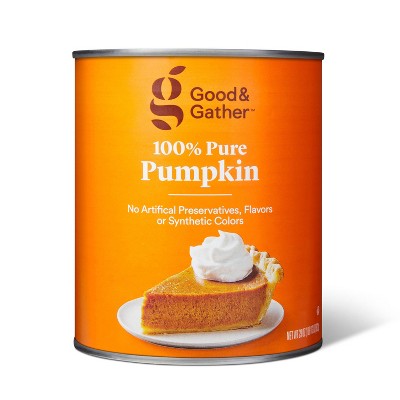 Good&
Gather™
100% Pure
Pumpkin
No Artifical Preservatives, Flavors
or Synthetic Colors